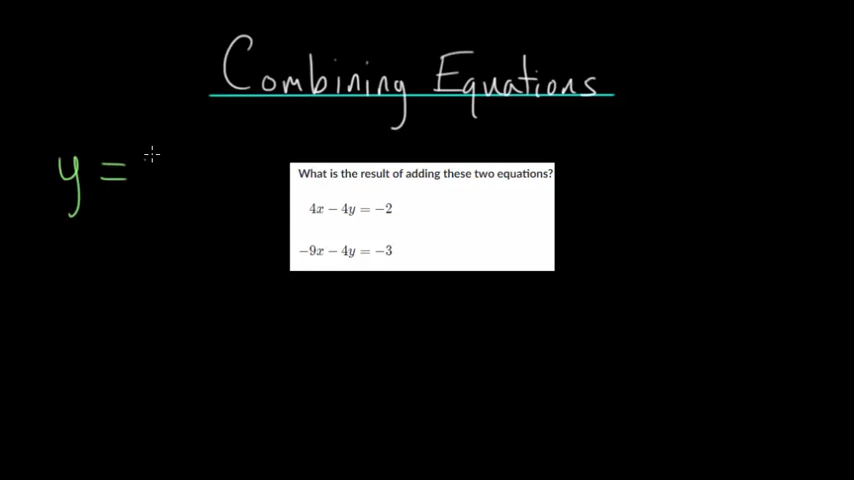 Combining Equations
y =
What is the result of adding these two equations?
4x − 4y = −2
−9x − 4y = −3